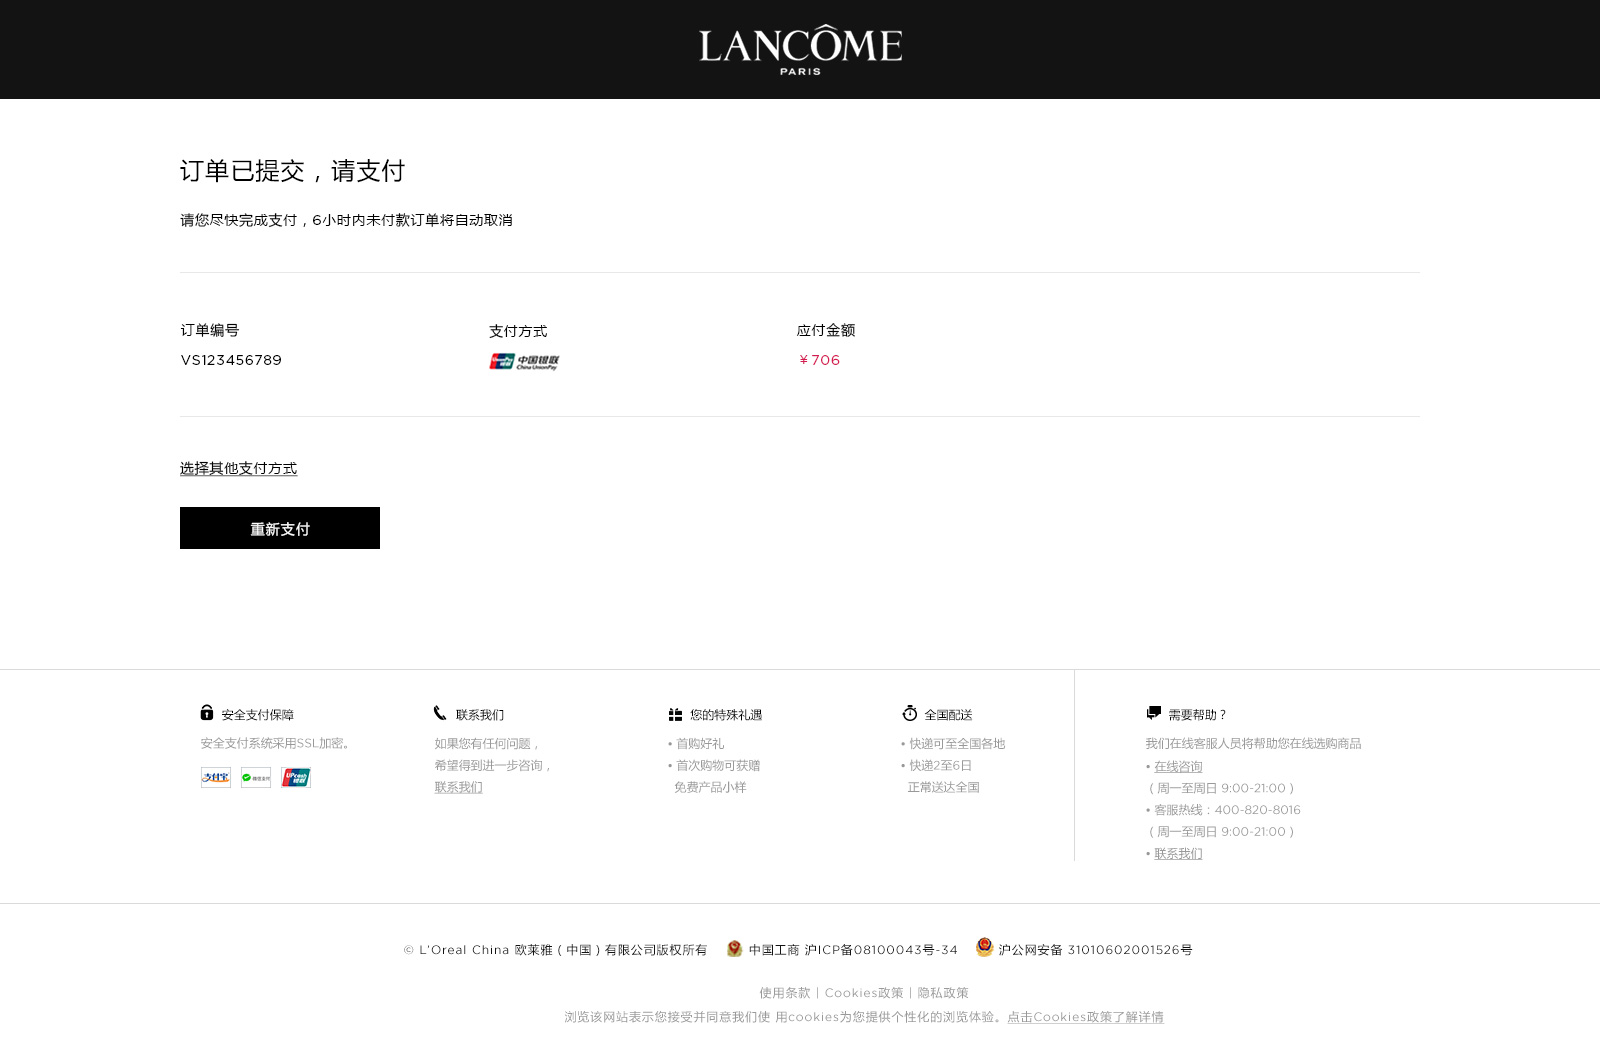 LANCÔME
PARIS
订单已提交，请支付
请您尽快完成支付，6小时内未付款订单将自动取消
订单编号
VS123456789
支付方式
UnionPay 银联 中国银联
China UnionPay
应付金额
￥706
选择其他支付方式
重新支付
安全支付保障
安全支付系统采用SSL加密。
支付宝 微信支付 UPcash 银联
联系我们
如果您有任何问题，
希望得到进一步咨询，
联系我们
您的特殊礼遇
• 首购好礼
• 首次购物可获赠
免费产品小样
全国配送
• 快递可至全国各地
• 快递2至6日
正常送达全国
需要帮助？
我们在线客服人员将帮助您在线选购商品
• 在线咨询
（周一至周日 9:00-21:00）
• 客服热线：400-820-8016
（周一至周日 9:00-21:00）
• 联系我们
© L'Oreal China 欧莱雅（中国）有限公司版权所有 中国工商 沪ICP备08100043号-34 沪公网安备 31010602001526号
使用条款 | Cookies政策 | 隐私政策
浏览该网站表示您接受并同意我们使 用cookies为您提供个性化的浏览体验。点击Cookies政策了解详情